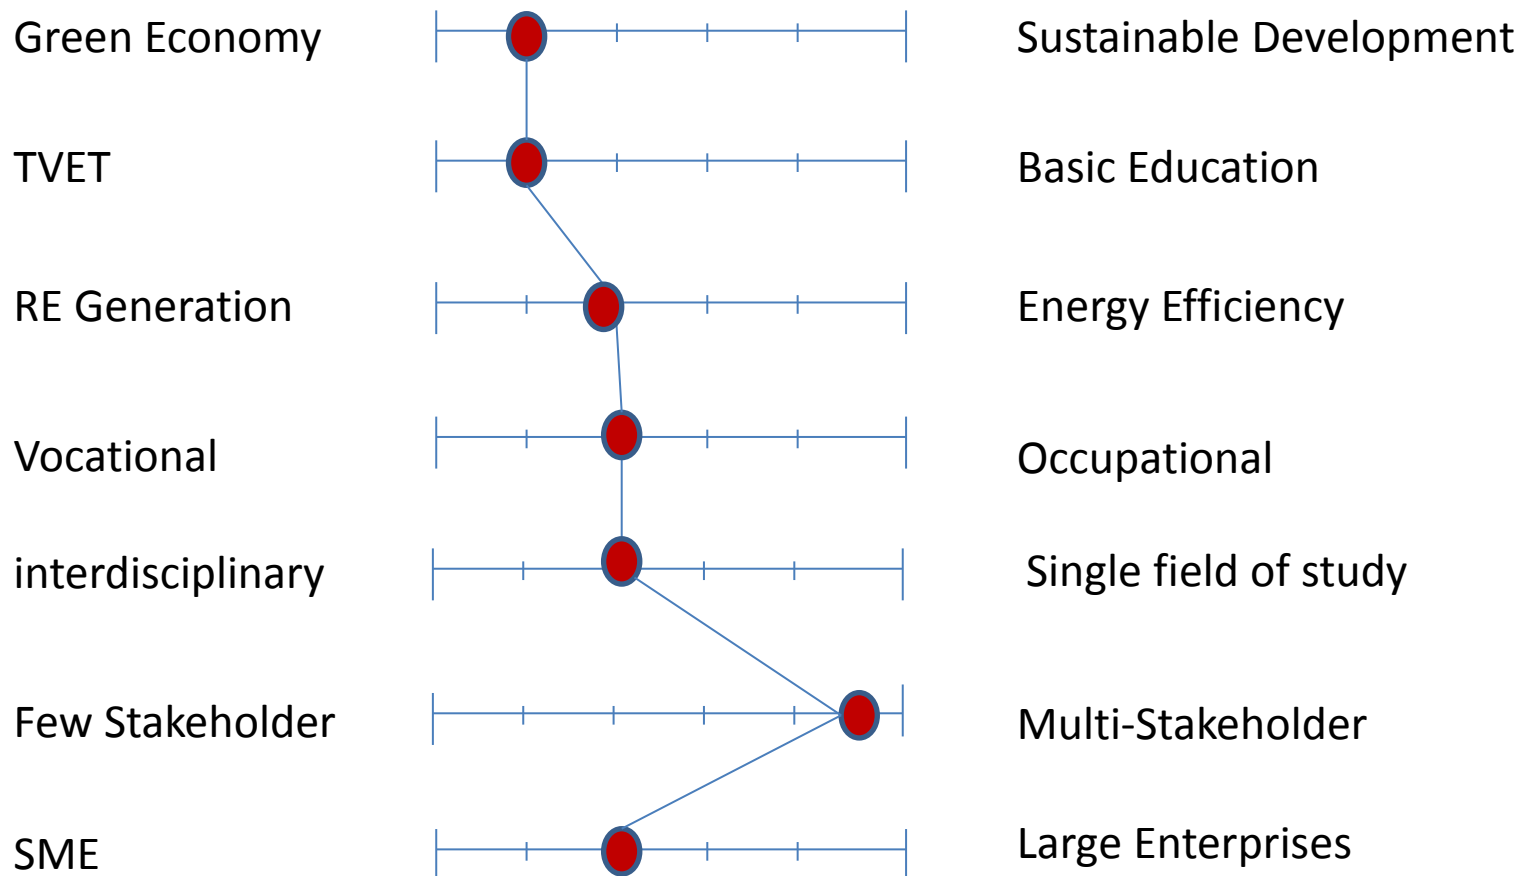 Green Economy Sustainable Development
TVET Basic Education
RE Generation Energy Efficiency
Vocational Occupational
interdisciplinary Single field of study
Few Stakeholder Multi-Stakeholder
SME Large Enterprises